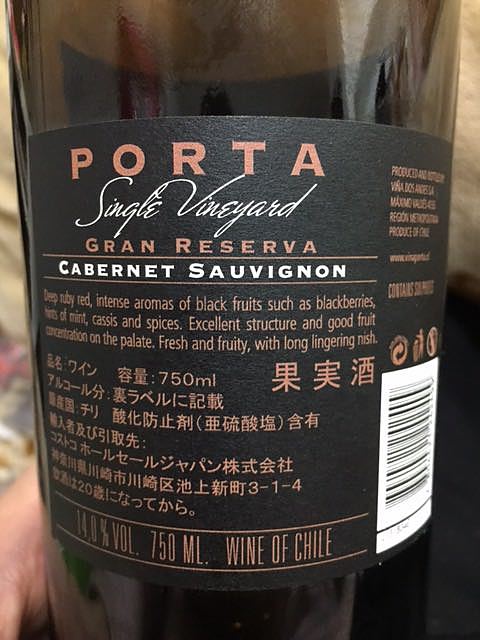 PORTA
Single Vineyard
GRAN RESERVA
CABERNET SAUVIGNON
Deep ruby red, intense aromas of black fruits such as blackberries,
hints of mint, cassis and spices. Excellent structure and good fruit
concentration on the palate. Fresh and fruity, with long lingering nish.
品名:ワイン 容量:750ml
果実酒
アルコール分:裏ラベルに記載
原産国:チリ 酸化防止剤(亜硫酸塩)含有
輸入者及び引取先:
コストコ ホールセールジャパン株式会社
神奈川県川崎市川崎区池上新町3-1-4
飲酒は20歳になってから。
14,0 % VOL. 750 ML. WINE OF CHILE
PRODUCED AND BOTTLED BY
VIÑA DOS ANDES S.A.
MÁXIMO VALDÉS 4556
REGIÓN METROPOLITANA
PRODUCE OF CHILE
www.vinaporta.cl
CONTAINS SULPHITES